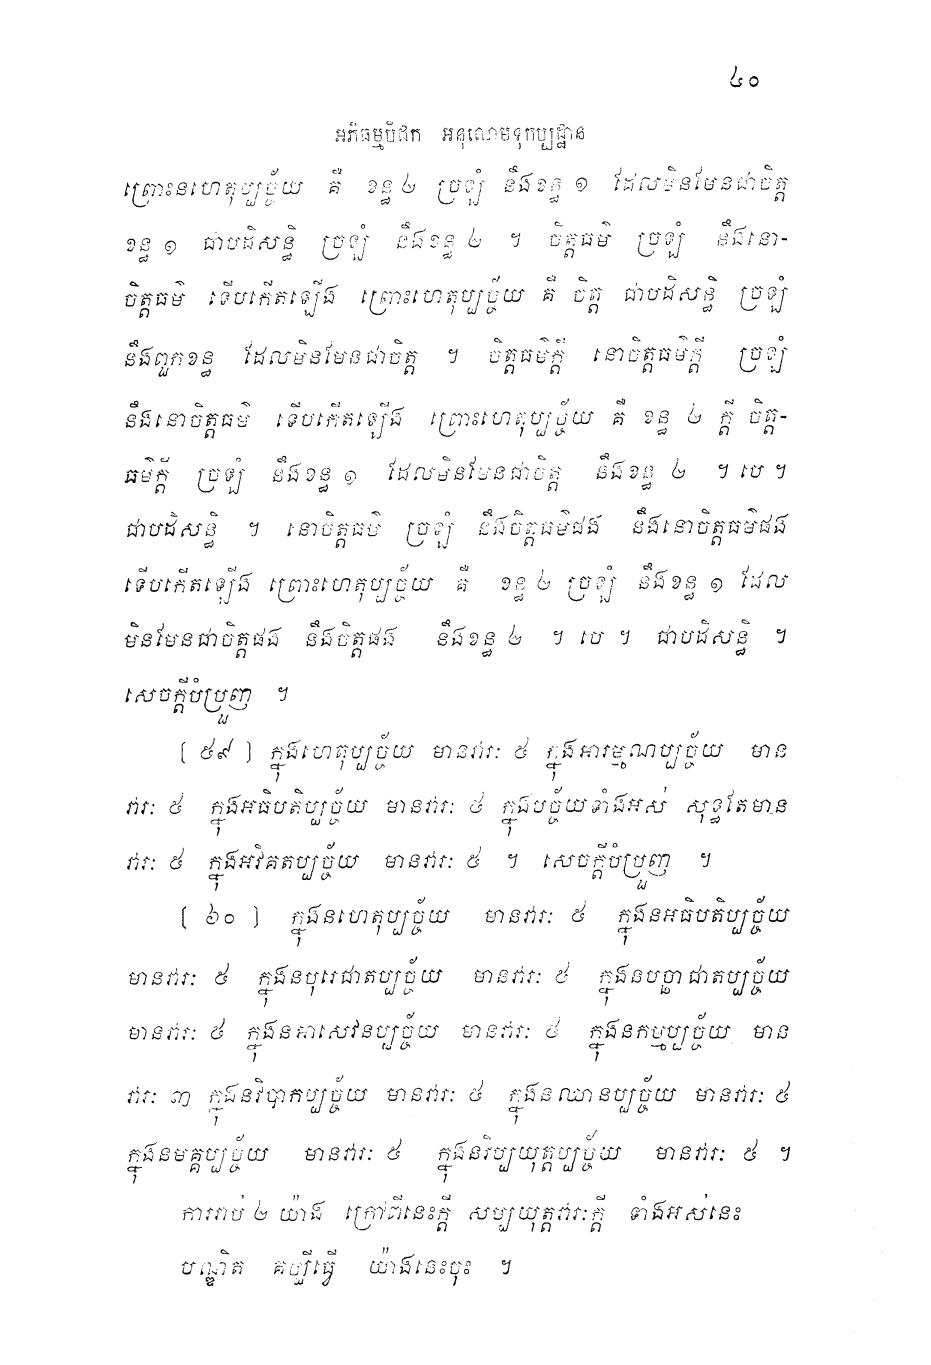 ៤០
អភិធម្មបិដក អនុលោមទុកប្បដ្ឋាន
ព្រោះនហេតុប្បច្ច័យ គឺ ខន្ធ ៤ ច្រឡំ នឹងខន្ធ ១ ដែលមិនមែនជាចិត្ត
ខន្ធ ១ ជាបដិសន្ធិ ច្រឡំ នឹងខន្ធ ២ ។ ចិត្តធម៌ ច្រឡំ នឹងនោ-
ចិត្តធម៌ ទើបកើតឡើង ព្រោះហេតុប្បច្ច័យ គឺ ចិត្ត ជាបដិសន្ធិ ច្រឡំ
នឹងពួកខន្ធ ដែលមិនមែនជាចិត្ត ។ ចិត្តធម៌ក្តី នោចិត្តធម៌ក្តី ច្រឡំ
នឹងនោចិត្តធម៌ ទើបកើតឡើង ព្រោះហេតុប្បច្ច័យ គឺ ខន្ធ ២ ក្តី ចិត្ត-
ធម៌ក្តី ច្រឡំ នឹងខន្ធ ១ ដែលមិនមែនជាចិត្ត នឹងខន្ធ ២ ។ បេ ។
ជាបដិសន្ធិ ។ នោចិត្តធម៌ ច្រឡំ នឹងចិត្តធម៌ផង នឹងនោចិត្តធម៌ផង
ទើបកើតឡើង ព្រោះហេតុប្បច្ច័យ គឺ ខន្ធ ២ ច្រឡំ នឹងខន្ធ ១ ដែល
មិនមែនជាចិត្តផង នឹងចិត្តផង នឹងខន្ធ ២ ។ បេ ។ ជាបដិសន្ធិ ។
សេចក្តីបំប្រួញ ។
[ ៥៩ ] ក្នុងហេតុប្បច្ច័យ មានវារៈ ៥ ក្នុងអារម្មណប្បច្ច័យ មាន
វារៈ ៥ ក្នុងអធិបតិប្បច្ច័យ មានវារៈ ៥ ក្នុងបច្ច័យទាំងអស់ សុទ្ធតែមាន
វារៈ ៥ ក្នុងអវិគតប្បច្ច័យ មានវារៈ ៥ ។ សេចក្តីបំប្រួញ ។
[ ៦០ ] ក្នុងនហេតុប្បច្ច័យ មានវារៈ ៥ ក្នុងនអធិបតិប្បច្ច័យ
មានវារៈ ៥ ក្នុងនបុរេជាតប្បច្ច័យ មានវារៈ ៥ ក្នុងនបច្ឆាជាតប្បច្ច័យ
មានវារៈ ៥ ក្នុងនអាសេវនប្បច្ច័យ មានវារៈ ៥ ក្នុងនកម្មប្បច្ច័យ មាន
វារៈ ៣ ក្នុងនវិបាកប្បច្ច័យ មានវារៈ ៥ ក្នុងនឈានប្បច្ច័យ មានវារៈ ៥
ក្នុងនមគ្គប្បច្ច័យ មានវារៈ ៥ ក្នុងនវិប្បយុត្តប្បច្ច័យ មានវារៈ ៥ ។
ការរាប់ ២ យ៉ាង ក្រៅពីនេះក្តី សម្បយុត្តវារៈក្តី ទាំងអស់នេះ
បណ្ឌិត គប្បីធ្វើ យ៉ាងនេះចុះ ។